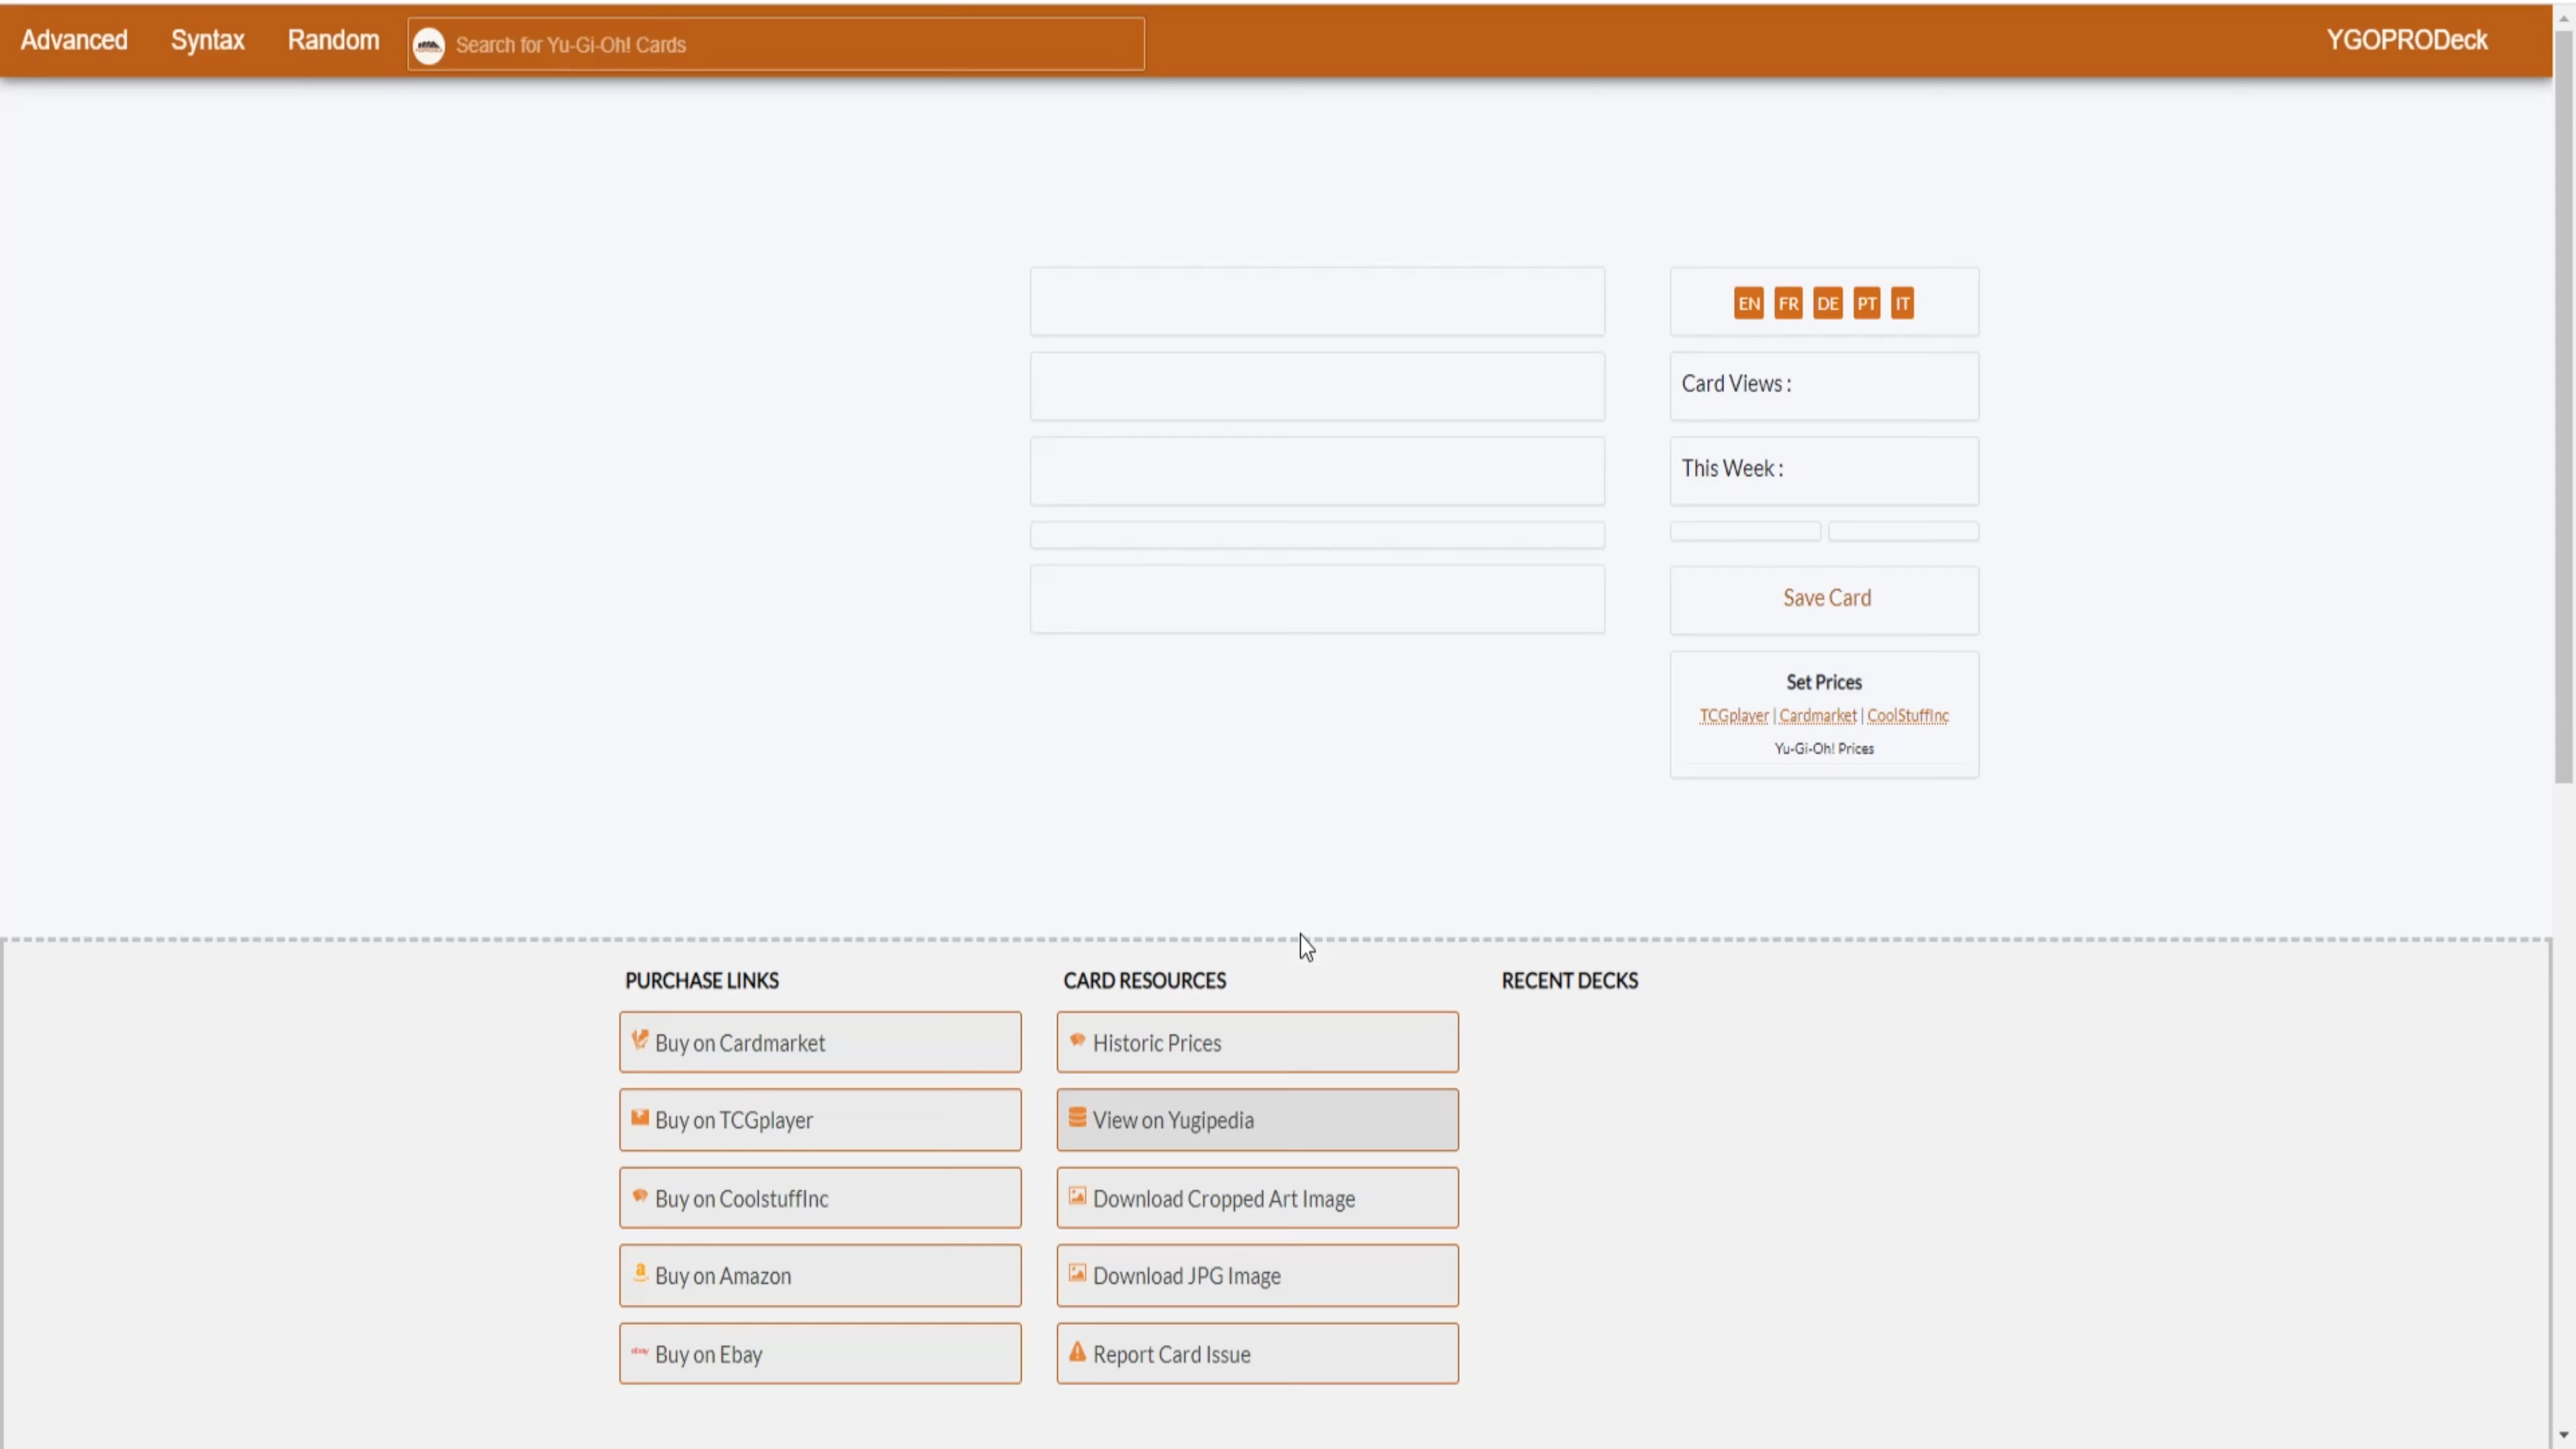 Advanced Syntax Random Search for Yu-Gi-Oh! Cards YGOPRODeck
EN FR DE PT IT
Card Views :
This Week :
Save Card
Set Prices
TCGplayer | Cardmarket | CoolStuffInc
Yu-Gi-Oh! Prices
PURCHASE LINKS
Buy on Cardmarket
Buy on TCGplayer
Buy on CoolstuffInc
a Buy on Amazon
ebay Buy on Ebay
CARD RESOURCES
Historic Prices
View on Yugipedia
Download Cropped Art Image
Download JPG Image
Report Card Issue
RECENT DECKS